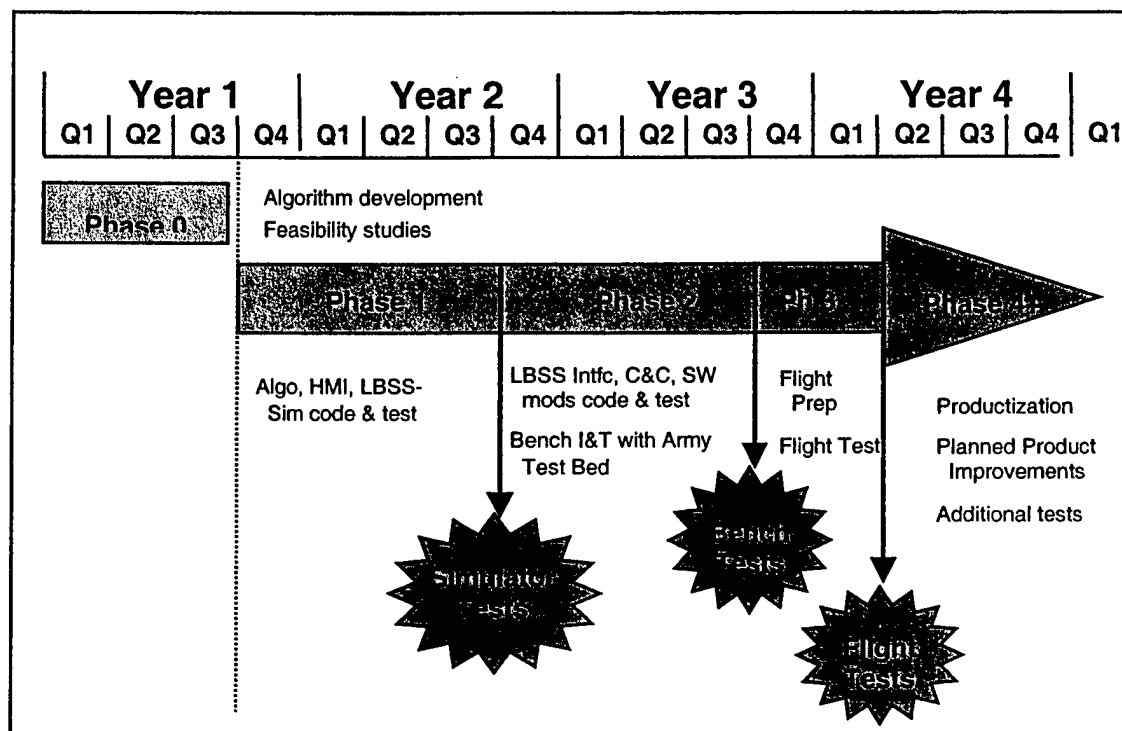 Year 1 Year 2 Year 3 Year 4
Q1 Q2 Q3 Q4 Q1 Q2 Q3 Q4 Q1 Q2 Q3 Q4 Q1 Q2 Q3 Q4 Q1
Phase 0
Algorithm development
Feasibility studies
Phase 1 Phase 2 Ph 3 Phase 4+
Algo, HMI, LBSS-
Sim code & test
LBSS Intfc, C&C, SW
mods code & test
Bench I&T with Army
Test Bed
Flight
Prep
Flight Test
Productization
Planned Product
Improvements
Additional tests
Simulator
Tests
Bench
Tests
Flight
Tests